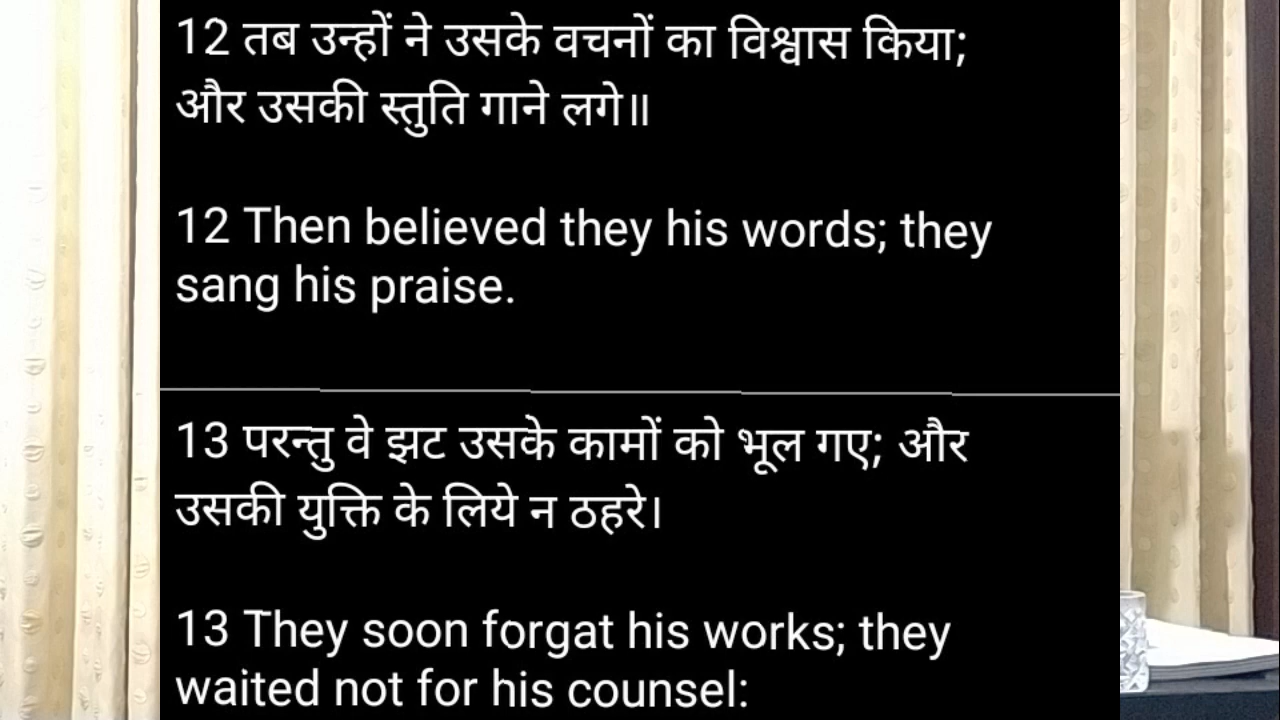 12 तब उन्हों ने उसके वचनों का विश्वास किया;
और उसकी स्तुति गाने लगे॥
12 Then believed they his words; they
sang his praise.
13 परन्तु वे झट उसके कामों को भूल गए; और
उसकी युक्ति के लिये न ठहरे।
13 They soon forgat his works; they
waited not for his counsel: